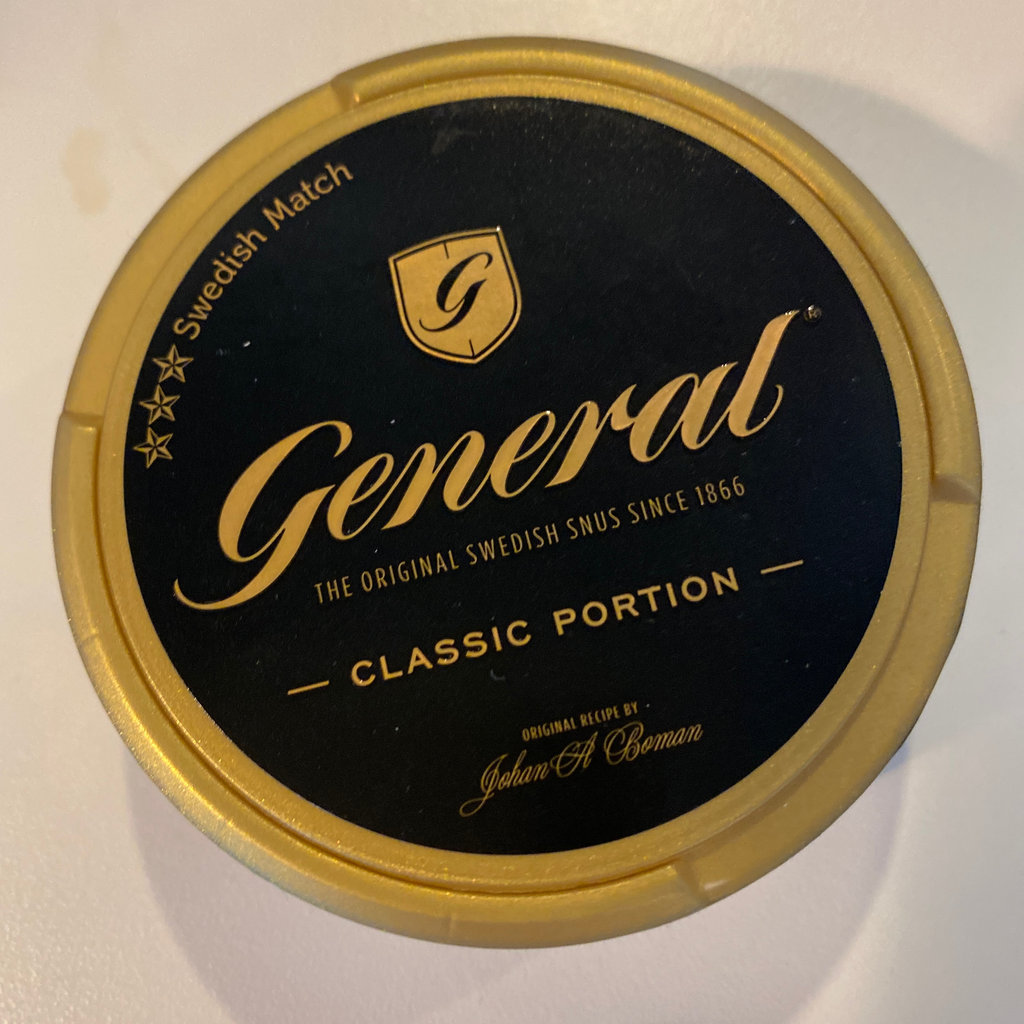 Swedish Match
G
General®
THE ORIGINAL SWEDISH SNUS SINCE 1866
— CLASSIC PORTION —
ORIGINAL RECIPE BY
Johan A Boman